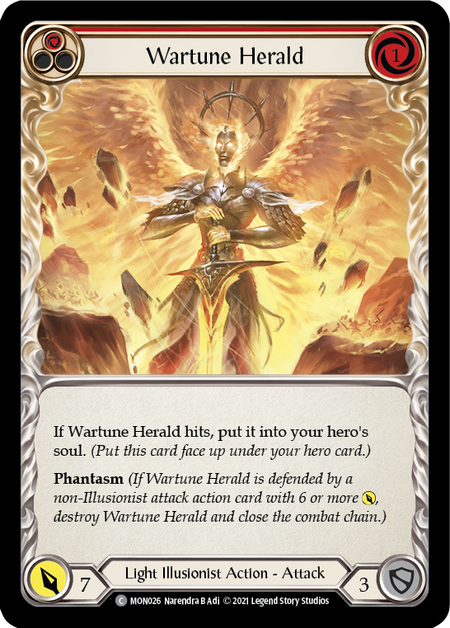 Wartune Herald
1
If Wartune Herald hits, put it into your hero's
soul. (Put this card face up under your hero card.)
Phantasm (If Wartune Herald is defended by a
non-Illusionist attack action card with 6 or more ,
destroy Wartune Herald and close the combat chain.)
7
Light Illusionist Action - Attack
3
C MON026 Narendra B Adi © 2021 Legend Story Studios